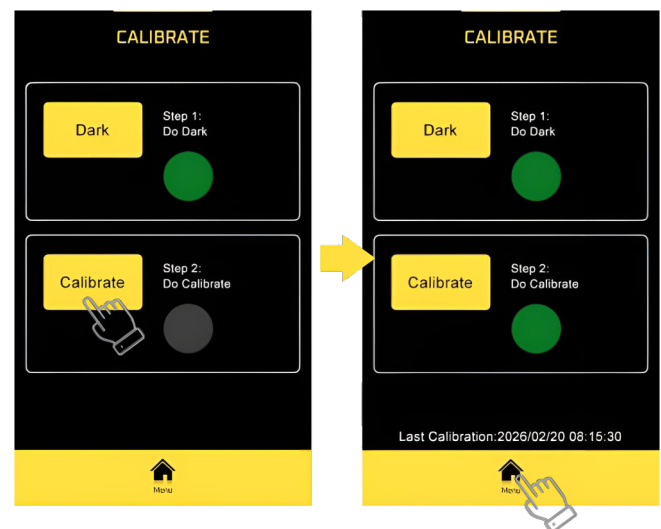 CALIBRATE
Dark
Step 1:
Do Dark
Calibrate
Step 2:
Do Calibrate
Menu
CALIBRATE
Dark
Step 1:
Do Dark
Calibrate
Step 2:
Do Calibrate
Last Calibration:2026/02/20 08:15:30
Menu